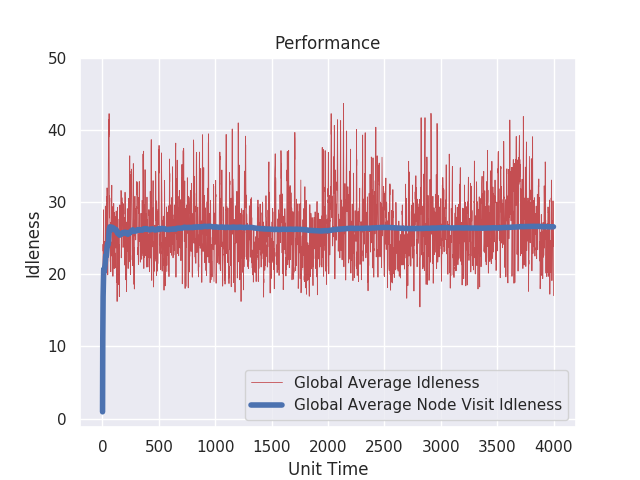 Performance
50
40
30
20
10
0
Idleness
Global Average Idleness
Global Average Node Visit Idleness
0 500 1000 1500 2000 2500 3000 3500 4000
Unit Time